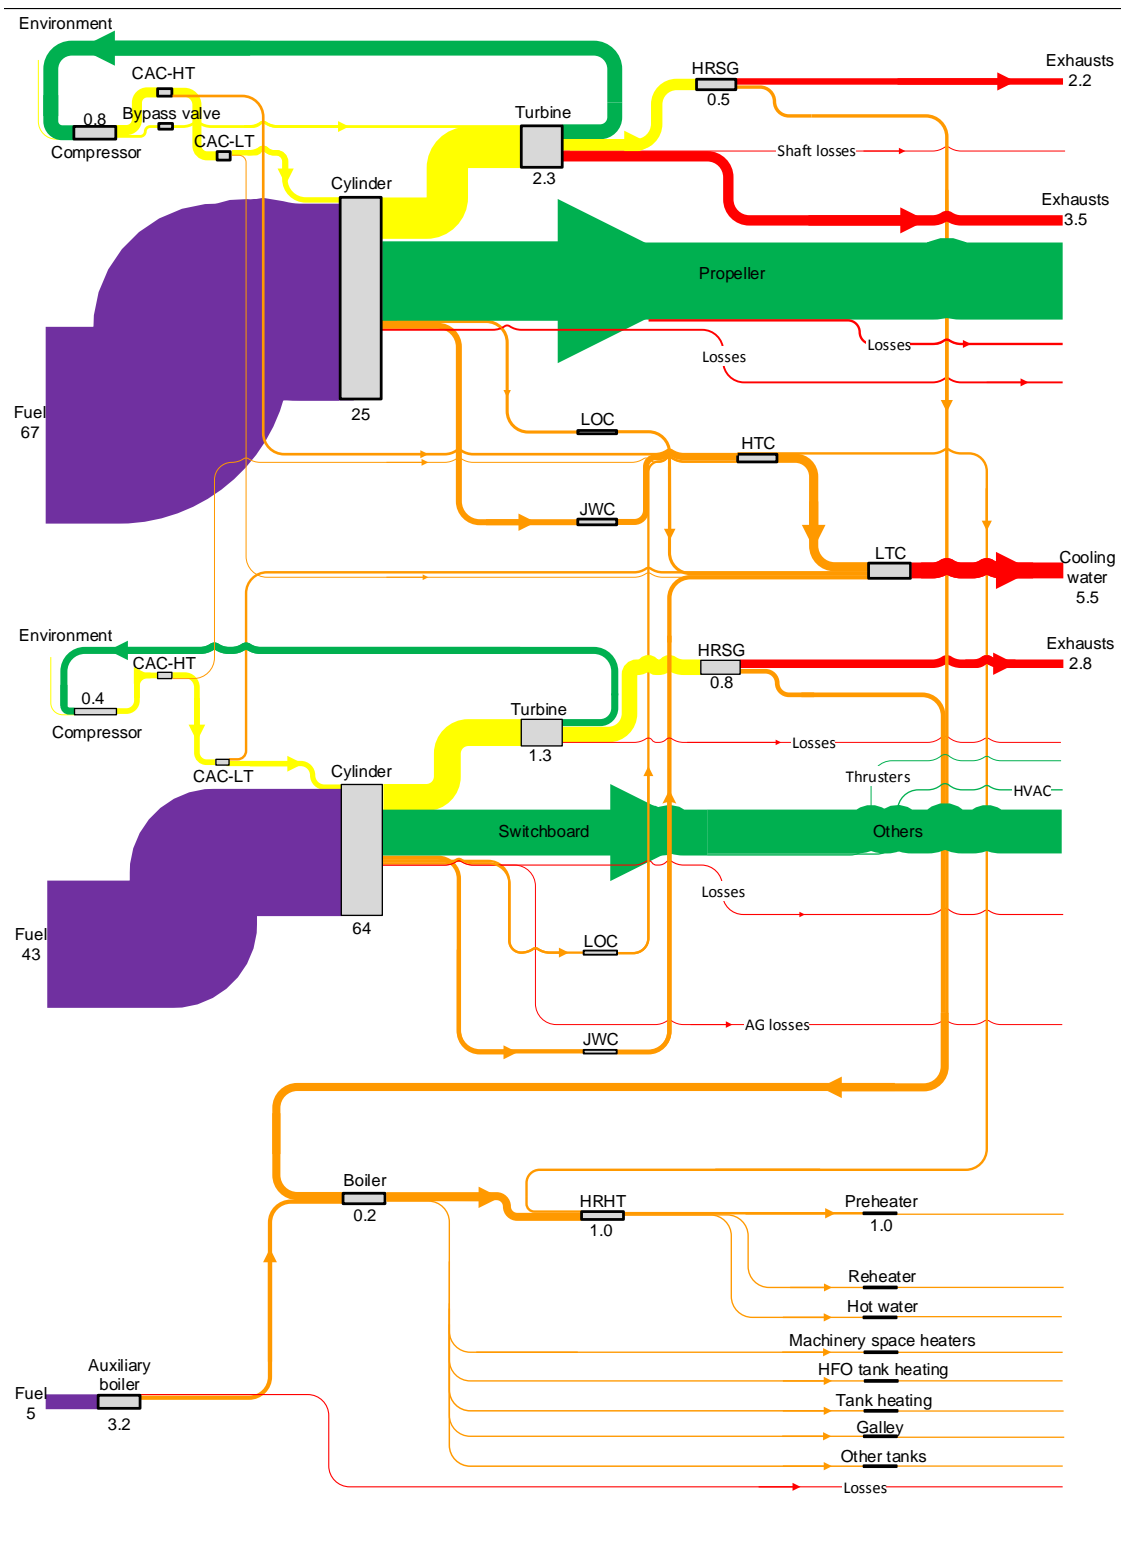 Environment
CAC-HT
HRSG
Exhausts
2.2
0.5
0.8
Bypass valve
Turbine
CAC-LT
Compressor
Shaft losses
2.3
Cylinder
Exhausts
3.5
Propeller
Losses
Losses
Fuel
67
25
LOC
HTC
JWC
LTC
Cooling
water
5.5
Environment
CAC-HT
HRSG
Exhausts
2.8
0.8
0.4
Compressor
Turbine
1.3
Losses
CAC-LT
Cylinder
Thrusters
HVAC
Switchboard
Others
Losses
Fuel
43
64
LOC
AG losses
JWC
Boiler
0.2
HRHT
1.0
Preheater
1.0
Reheater
Hot water
Machinery space heaters
HFO tank heating
Auxiliary
boiler
Fuel
5
3.2
Tank heating
Galley
Other tanks
Losses